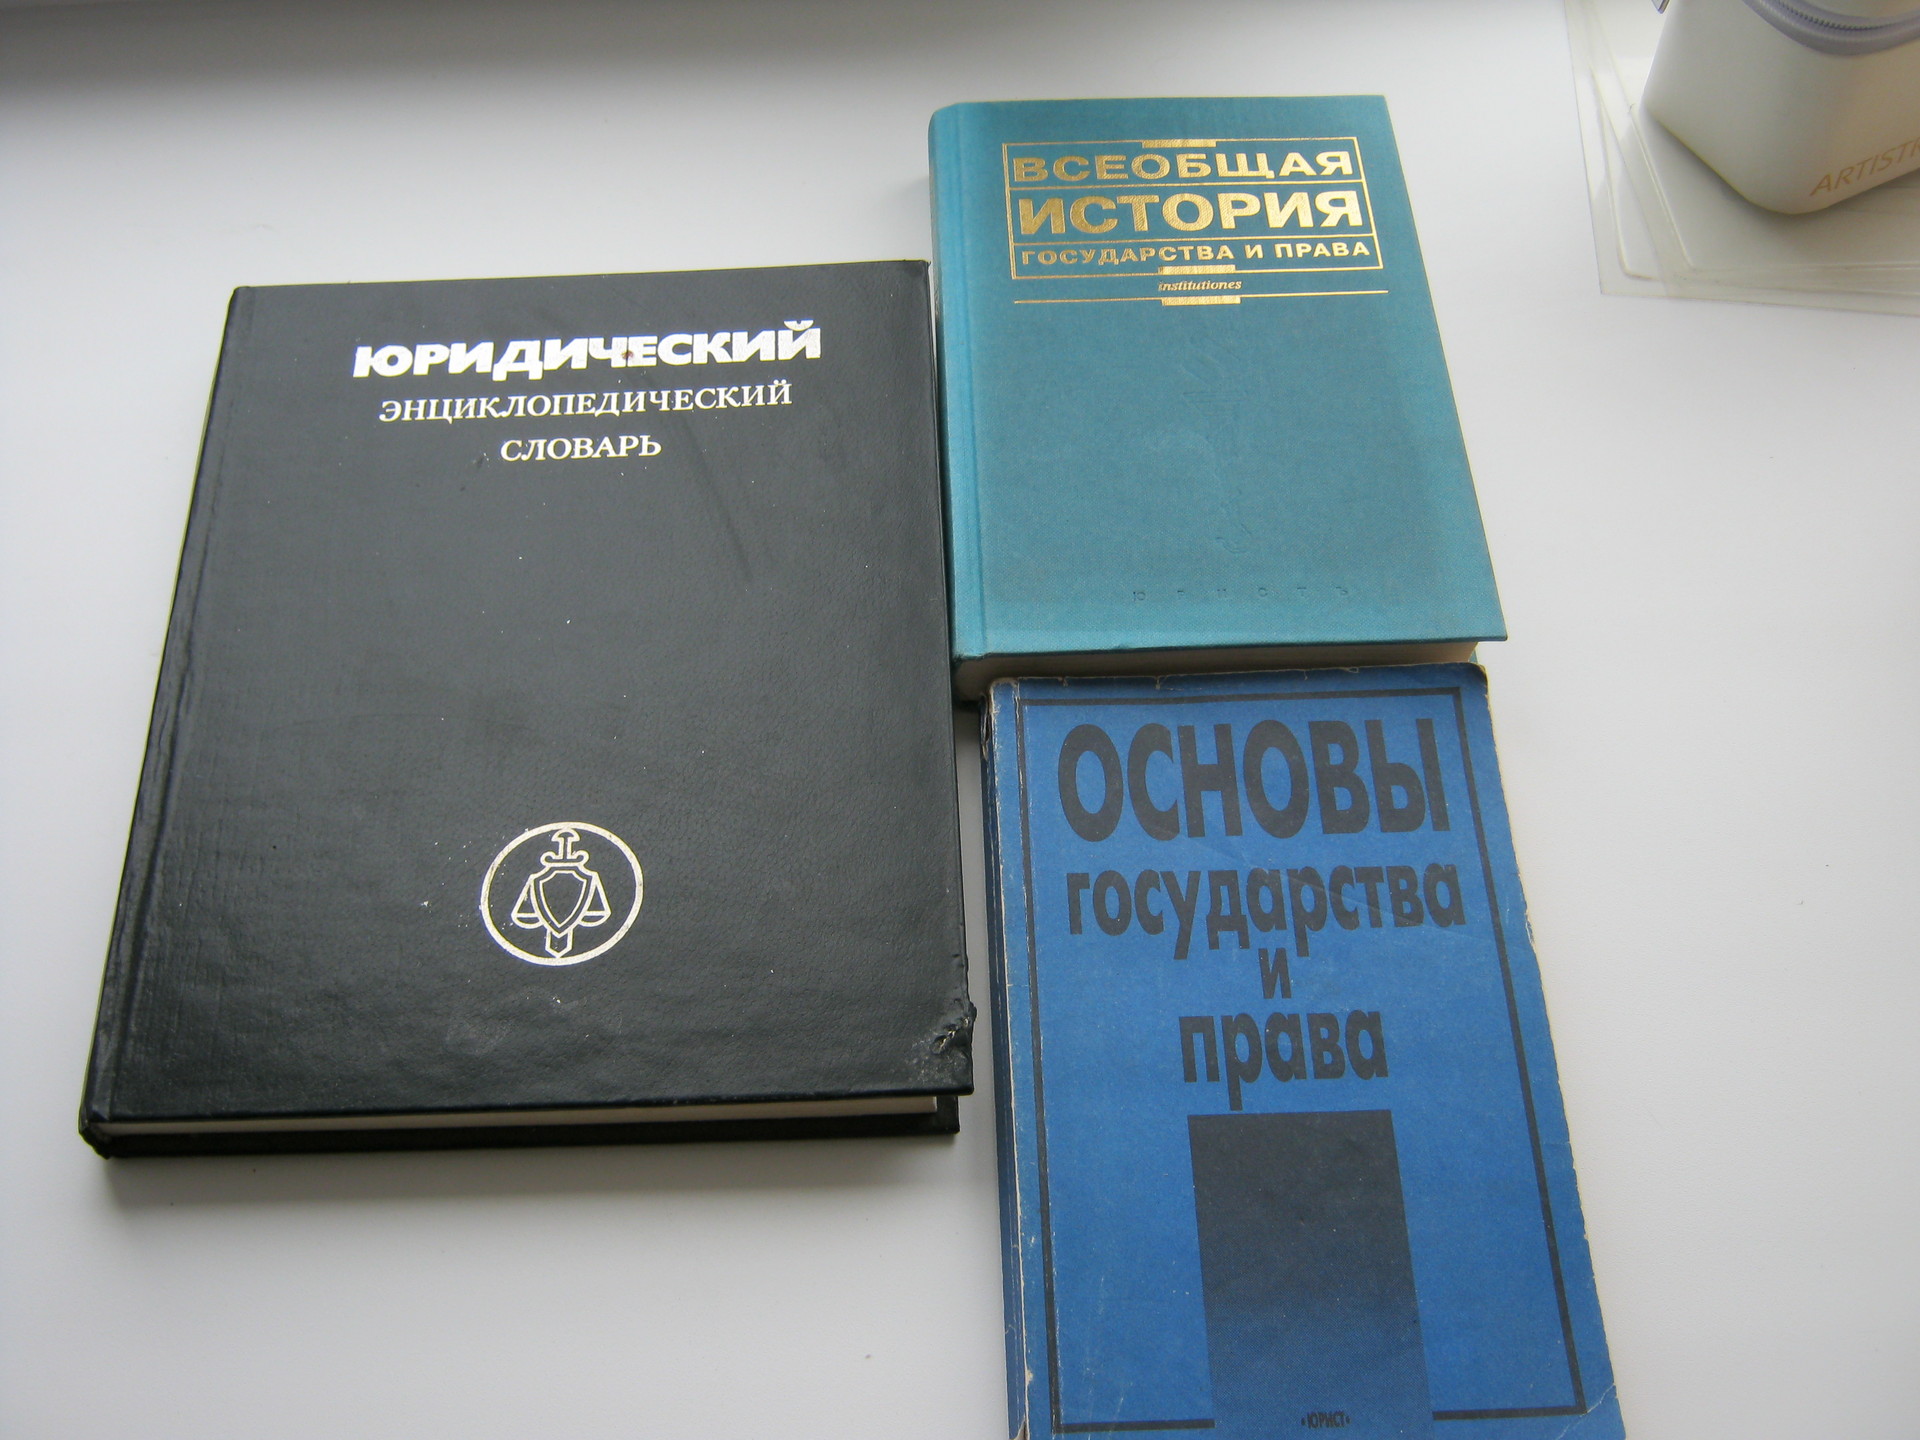 ЮРИДИЧЕСКИЙ
ЭНЦИКЛОПЕДИЧЕСКИЙ
СЛОВАРЬ
ВСЕОБЩАЯ
ИСТОРИЯ
ГОСУДАРСТВА И ПРАВА
institutiones
ЮРИСТЪ
ОСНОВЫ
государства
и
права
«ЮРИСТ»